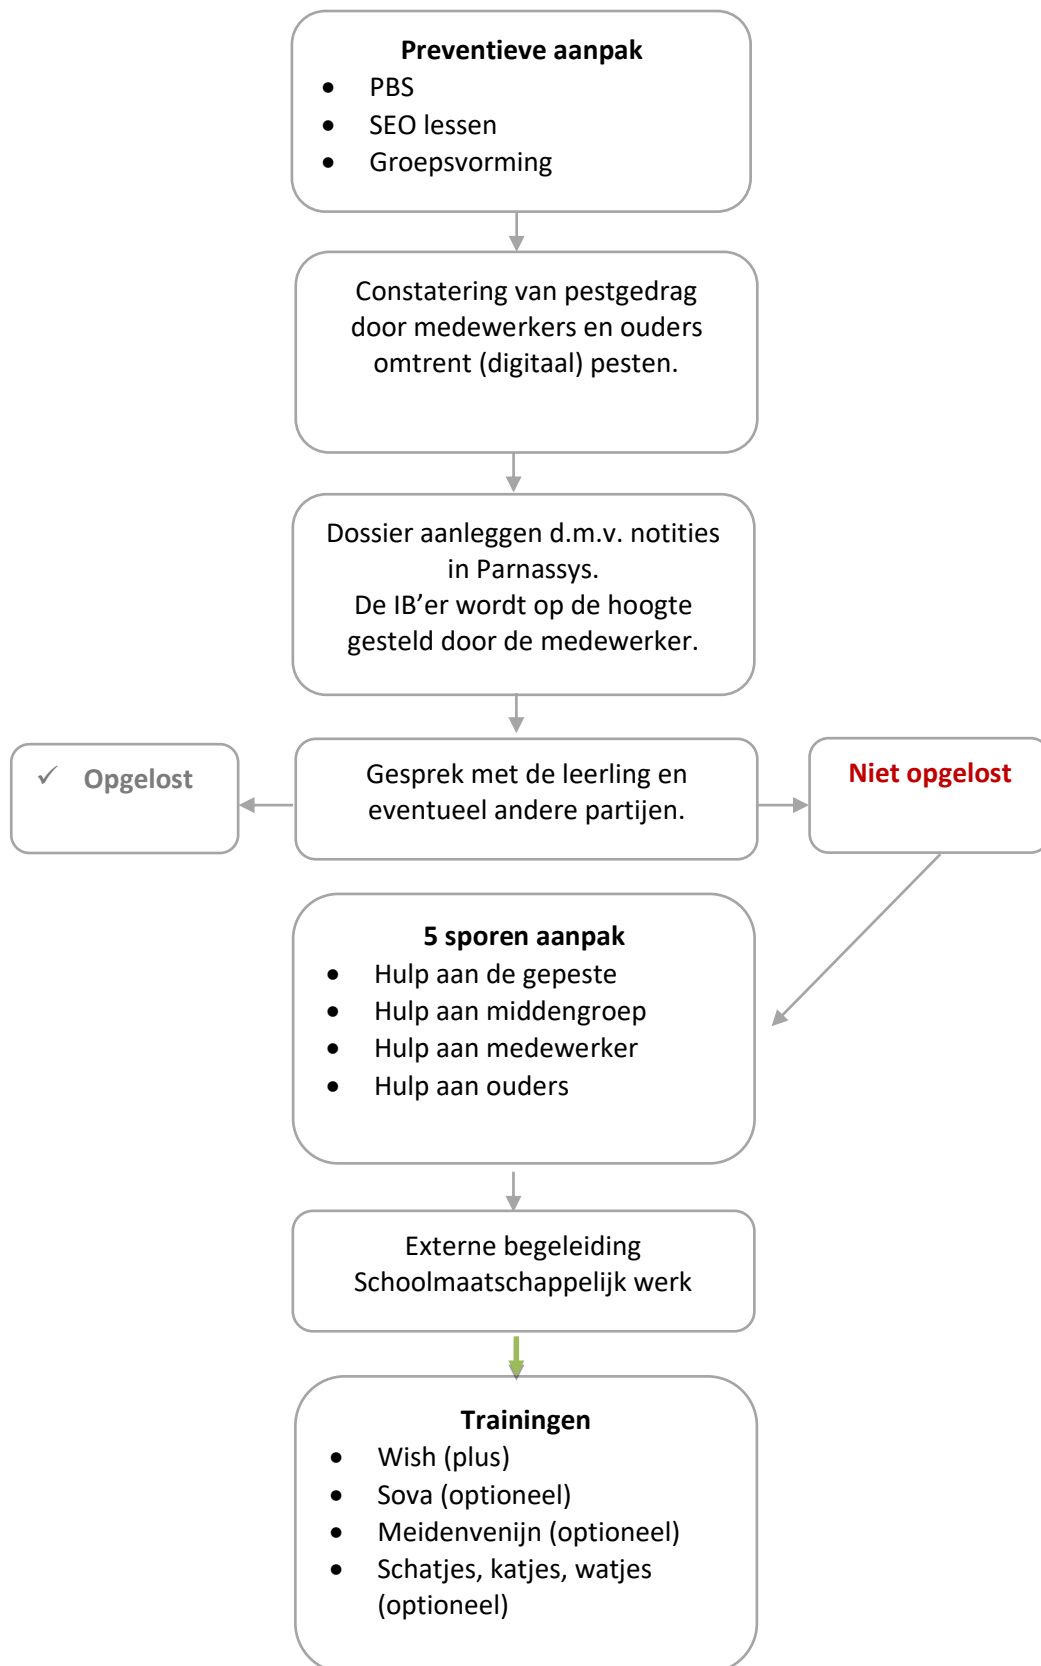 Preventieve aanpak
• PBS
• SEO lessen
• Groepsvorming
Constatering van pestgedrag
door medewerkers en ouders
omtrent (digitaal) pesten.
Dossier aanleggen d.m.v. notities
in Parnassys.
De IB’er wordt op de hoogte
gesteld door de medewerker.
✓ Opgelost
Gesprek met de leerling en
eventueel andere partijen.
Niet opgelost
5 sporen aanpak
• Hulp aan de gepeste
• Hulp aan middengroep
• Hulp aan medewerker
• Hulp aan ouders
Externe begeleiding
Schoolmaatschappelijk werk
Trainingen
• Wish (plus)
• Sova (optioneel)
• Meidenvenijn (optioneel)
• Schatjes, katjes, watjes
(optioneel)